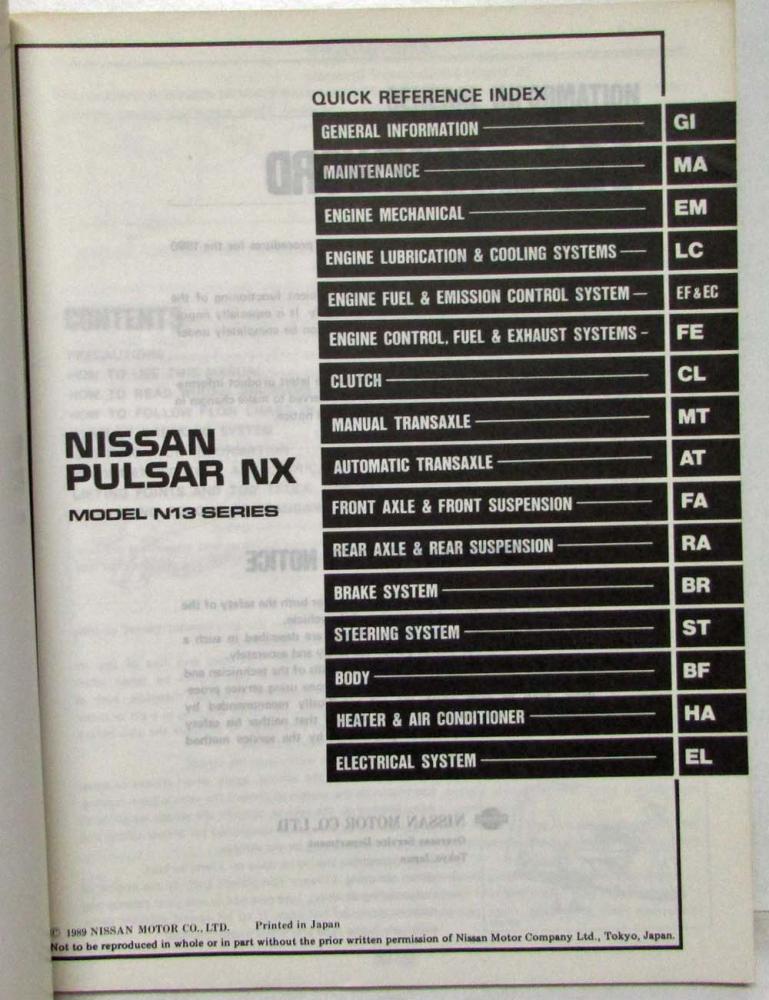 QUICK REFERENCE INDEX
GENERAL INFORMATION GI
MAINTENANCE MA
ENGINE MECHANICAL EM
ENGINE LUBRICATION & COOLING SYSTEMS LC
ENGINE FUEL & EMISSION CONTROL SYSTEM EF & EC
ENGINE CONTROL, FUEL & EXHAUST SYSTEMS FE
CLUTCH CL
MANUAL TRANSAXLE MT
AUTOMATIC TRANSAXLE AT
FRONT AXLE & FRONT SUSPENSION FA
REAR AXLE & REAR SUSPENSION RA
BRAKE SYSTEM BR
STEERING SYSTEM ST
BODY BF
HEATER & AIR CONDITIONER HA
ELECTRICAL SYSTEM EL
NISSAN
PULSAR NX
MODEL N13 SERIES
© 1989 NISSAN MOTOR CO., LTD. Printed in Japan
Not to be reproduced in whole or in part without the prior written permission of Nissan Motor Company Ltd., Tokyo, Japan.